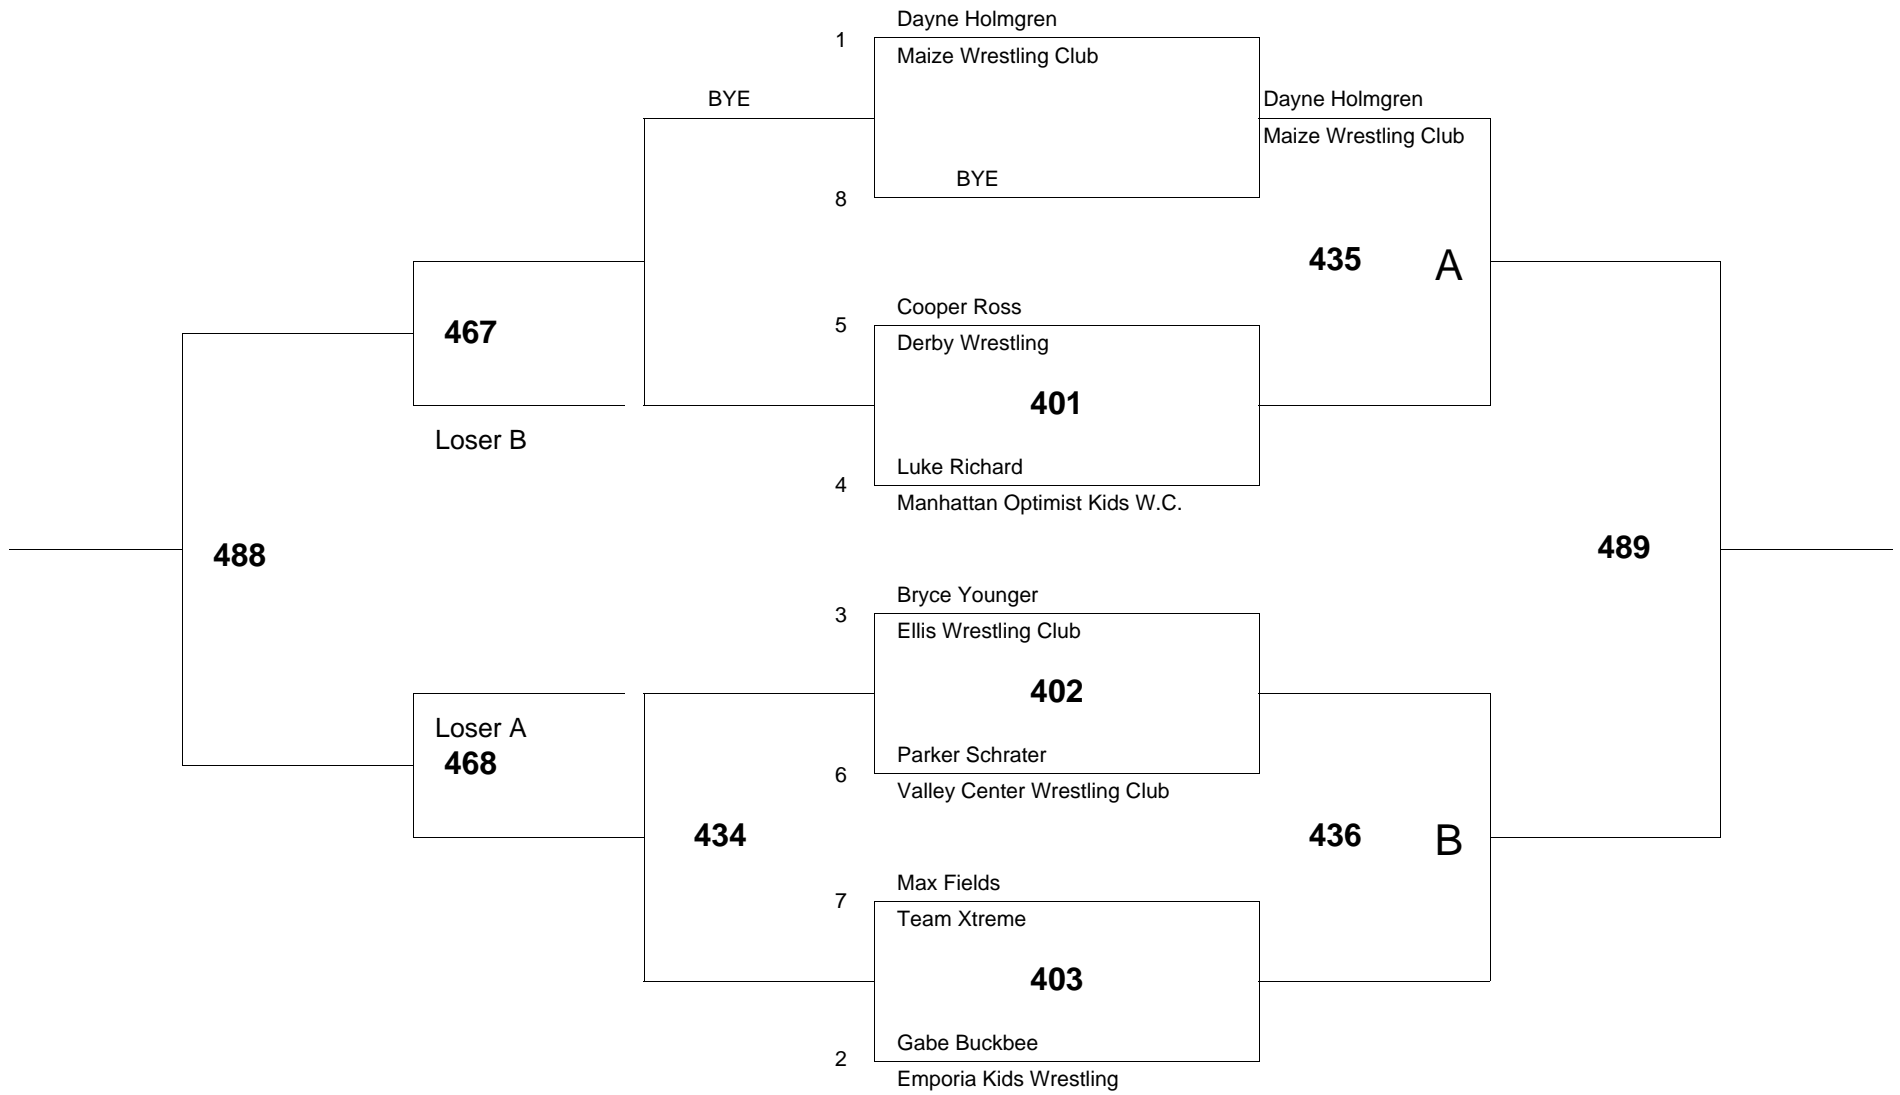 Dayne Holmgren
1
Maize Wrestling Club
BYE
Dayne Holmgren
Maize Wrestling Club
BYE
8
435 A
Cooper Ross
5
467
Derby Wrestling
401
Loser B
Luke Richard
4
Manhattan Optimist Kids W.C.
488
489
Bryce Younger
3
Ellis Wrestling Club
402
Loser A
468
Parker Schrater
6
Valley Center Wrestling Club
434
436 B
Max Fields
7
Team Xtreme
403
Gabe Buckbee
2
Emporia Kids Wrestling